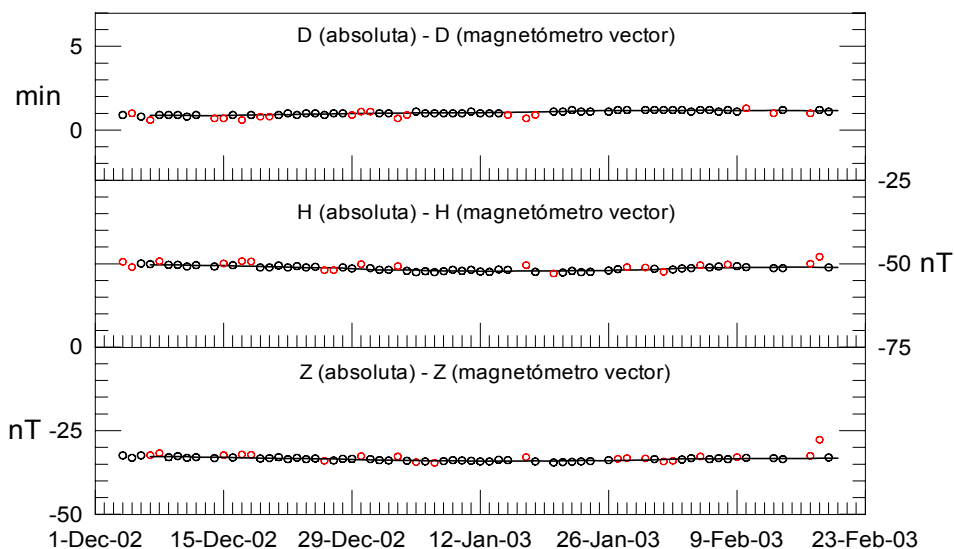 D (absoluta) - D (magnetómetro vector)
5
min
0
-25
H (absoluta) - H (magnetómetro vector)
-50 nT
0
-75
Z (absoluta) - Z (magnetómetro vector)
nT -25
-50
1-Dec-02 15-Dec-02 29-Dec-02 12-Jan-03 26-Jan-03 9-Feb-03 23-Feb-03